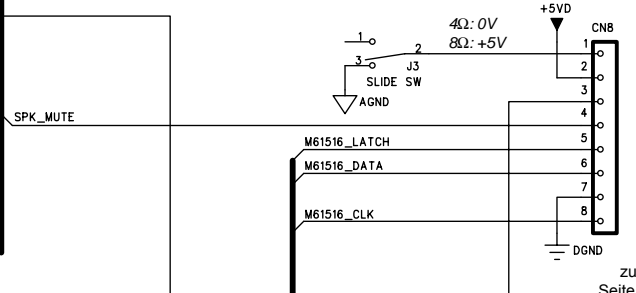 +5VD
4Ω: 0V
8Ω: +5V
CN8
1
2
3
J3
SLIDE SW
AGND
SPK_MUTE
M61516_LATCH
M61516_DATA
M61516_CLK
1
2
3
4
5
6
7
8
DGND
zu
Seite